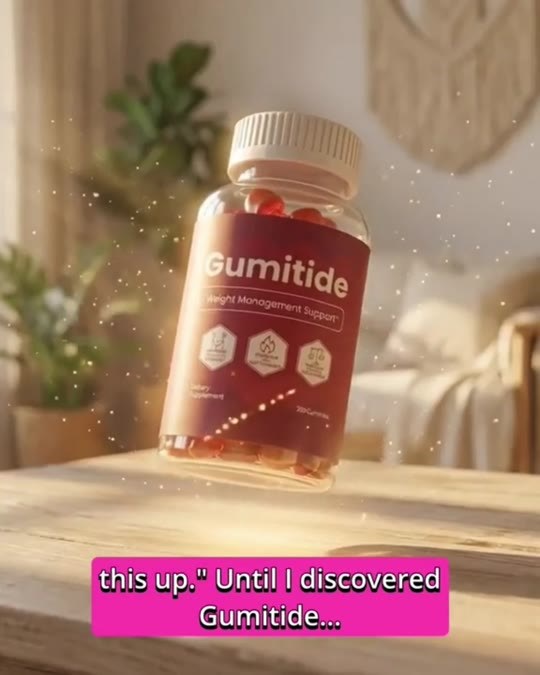 Gumitide
Weight Management Support
Dietary
Supplement
this up." Until I discovered
Gumitide...